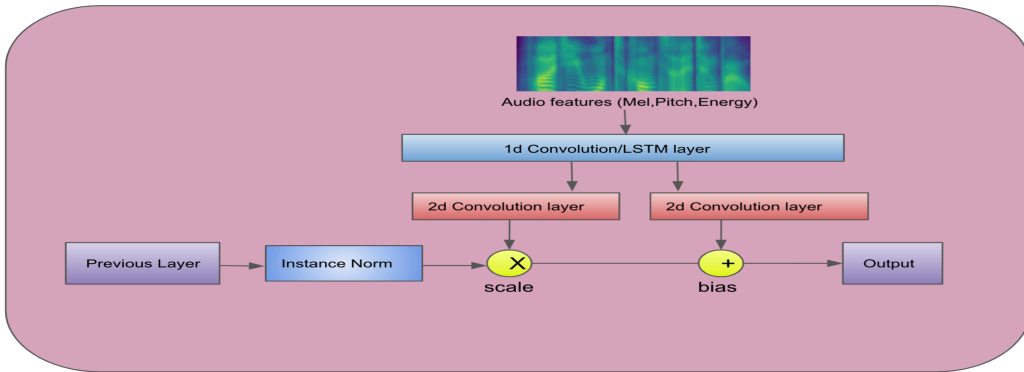 Audio features (Mel,Pitch,Energy)
1d Convolution/LSTM layer
2d Convolution layer
2d Convolution layer
Previous Layer
Instance Norm
X
+
Output
scale
bias